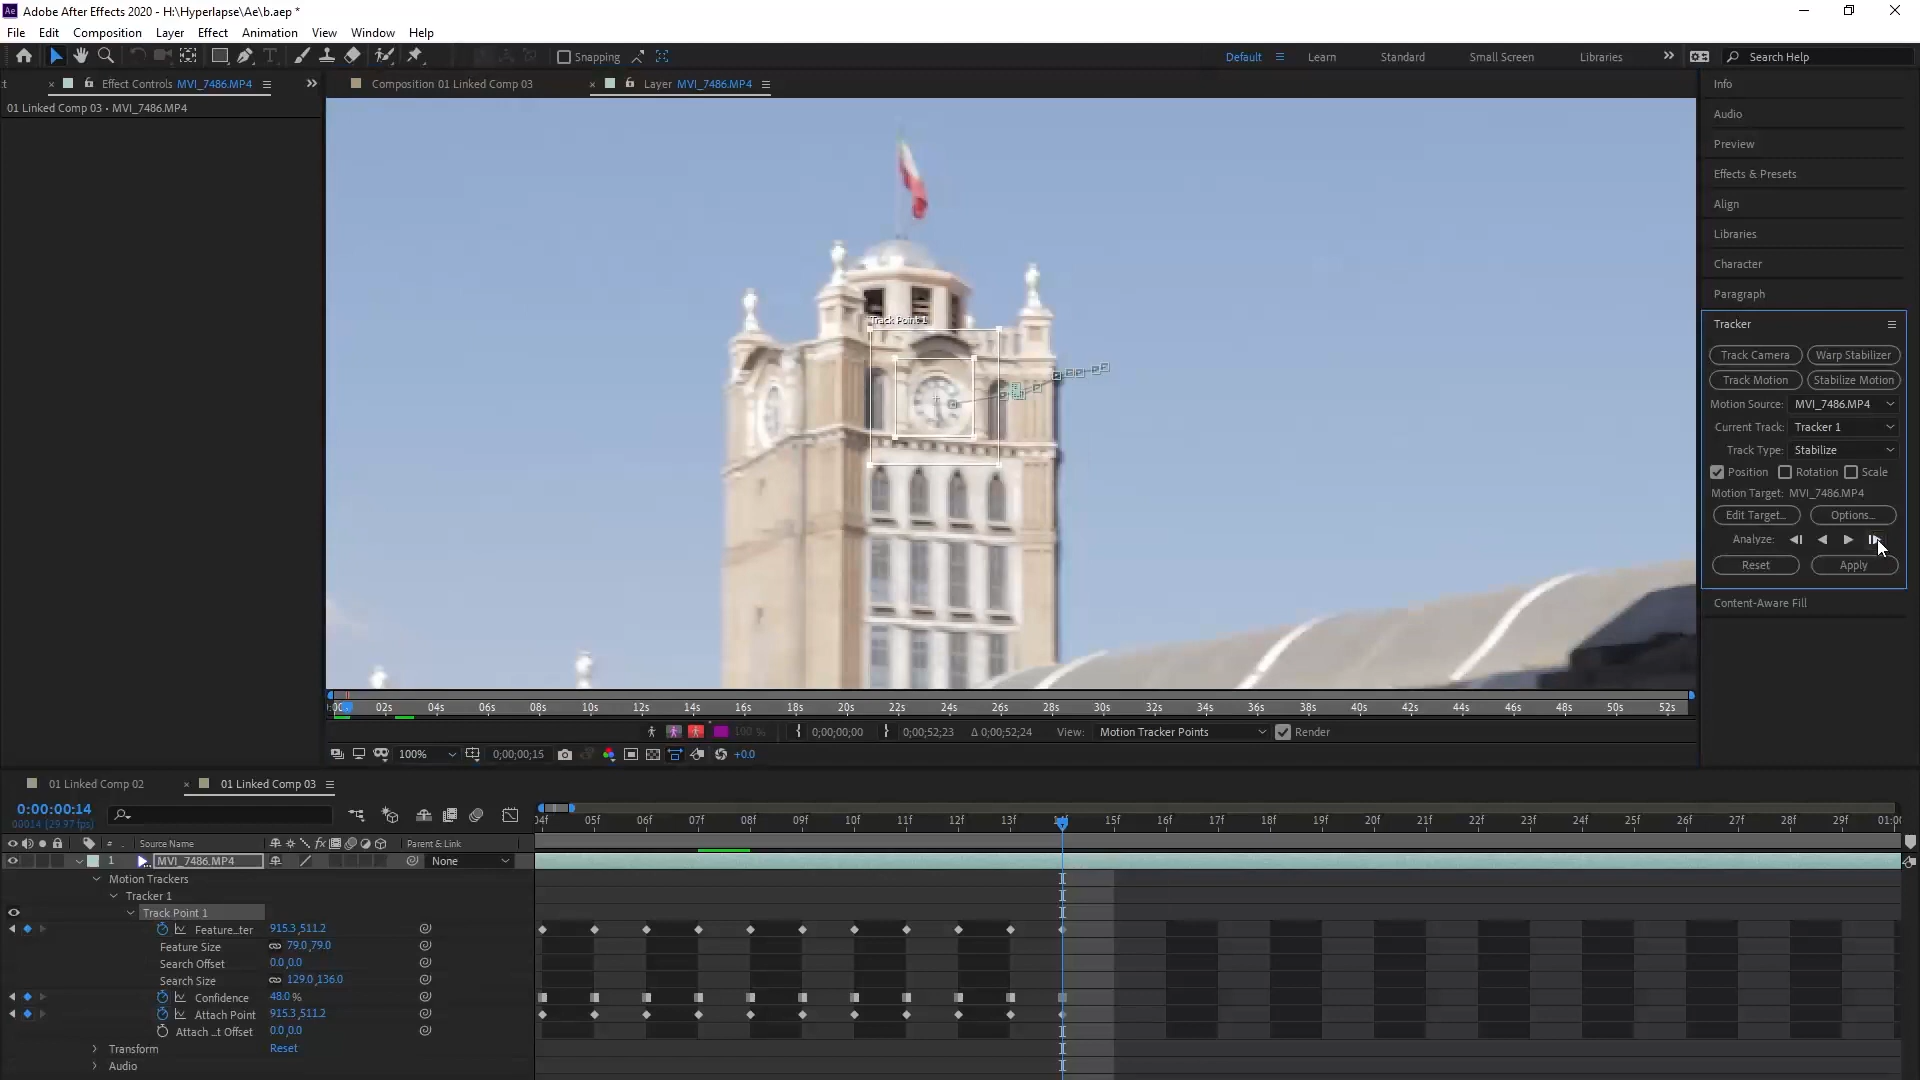 Adobe After Effects 2020 - H:\Hyperlapse\Ae\b.aep *
File Edit Composition Layer Effect Animation View Window Help
Snapping
Default Learn Standard Small Screen Libraries Search Help
Effect Controls MVI_7486.MP4
Composition 01 Linked Comp 03
Layer MVI_7486.MP4
01 Linked Comp 03 • MVI_7486.MP4
Info
Audio
Preview
Effects & Presets
Align
Libraries
Character
Paragraph
Track Point 1
Tracker
Track Camera Warp Stabilizer
Track Motion Stabilize Motion
Motion Source: MVI_7486.MP4
Current Track: Tracker 1
Track Type: Stabilize
Position Rotation Scale
Motion Target: MVI_7486.MP4
Edit Target... Options...
Analyze:
Reset Apply
Content-Aware Fill
02s 04s 06s 08s 10s 12s 14s 16s 18s 20s 22s 24s 26s 28s 30s 32s 34s 36s 38s 40s 42s 44s 46s 48s 50s 52s
100 % 0;00;00;00 0;00;52;23 Δ 0;00;52;24 View: Motion Tracker Points Render
100% 0;00;00;15 +0.0
01 Linked Comp 02 × 01 Linked Comp 03
0:00:00:14
00014 (29.97 fps)
04f 05f 06f 07f 08f 09f 10f 11f 12f 13f 15f 16f 17f 18f 19f 20f 21f 22f 23f 24f 25f 26f 27f 28f 29f
# Source Name fx Parent & Link
1 MVI_7486.MP4 None
Motion Trackers
Tracker 1
Track Point 1
Feature...ter 915.3,511.2
Feature Size 79.0,79.0
Search Offset 0.0,0.0
Search Size 129.0,136.0
Confidence 48.0 %
Attach Point 915.3,511.2
Attach ...t Offset 0.0,0.0
Transform Reset
Audio